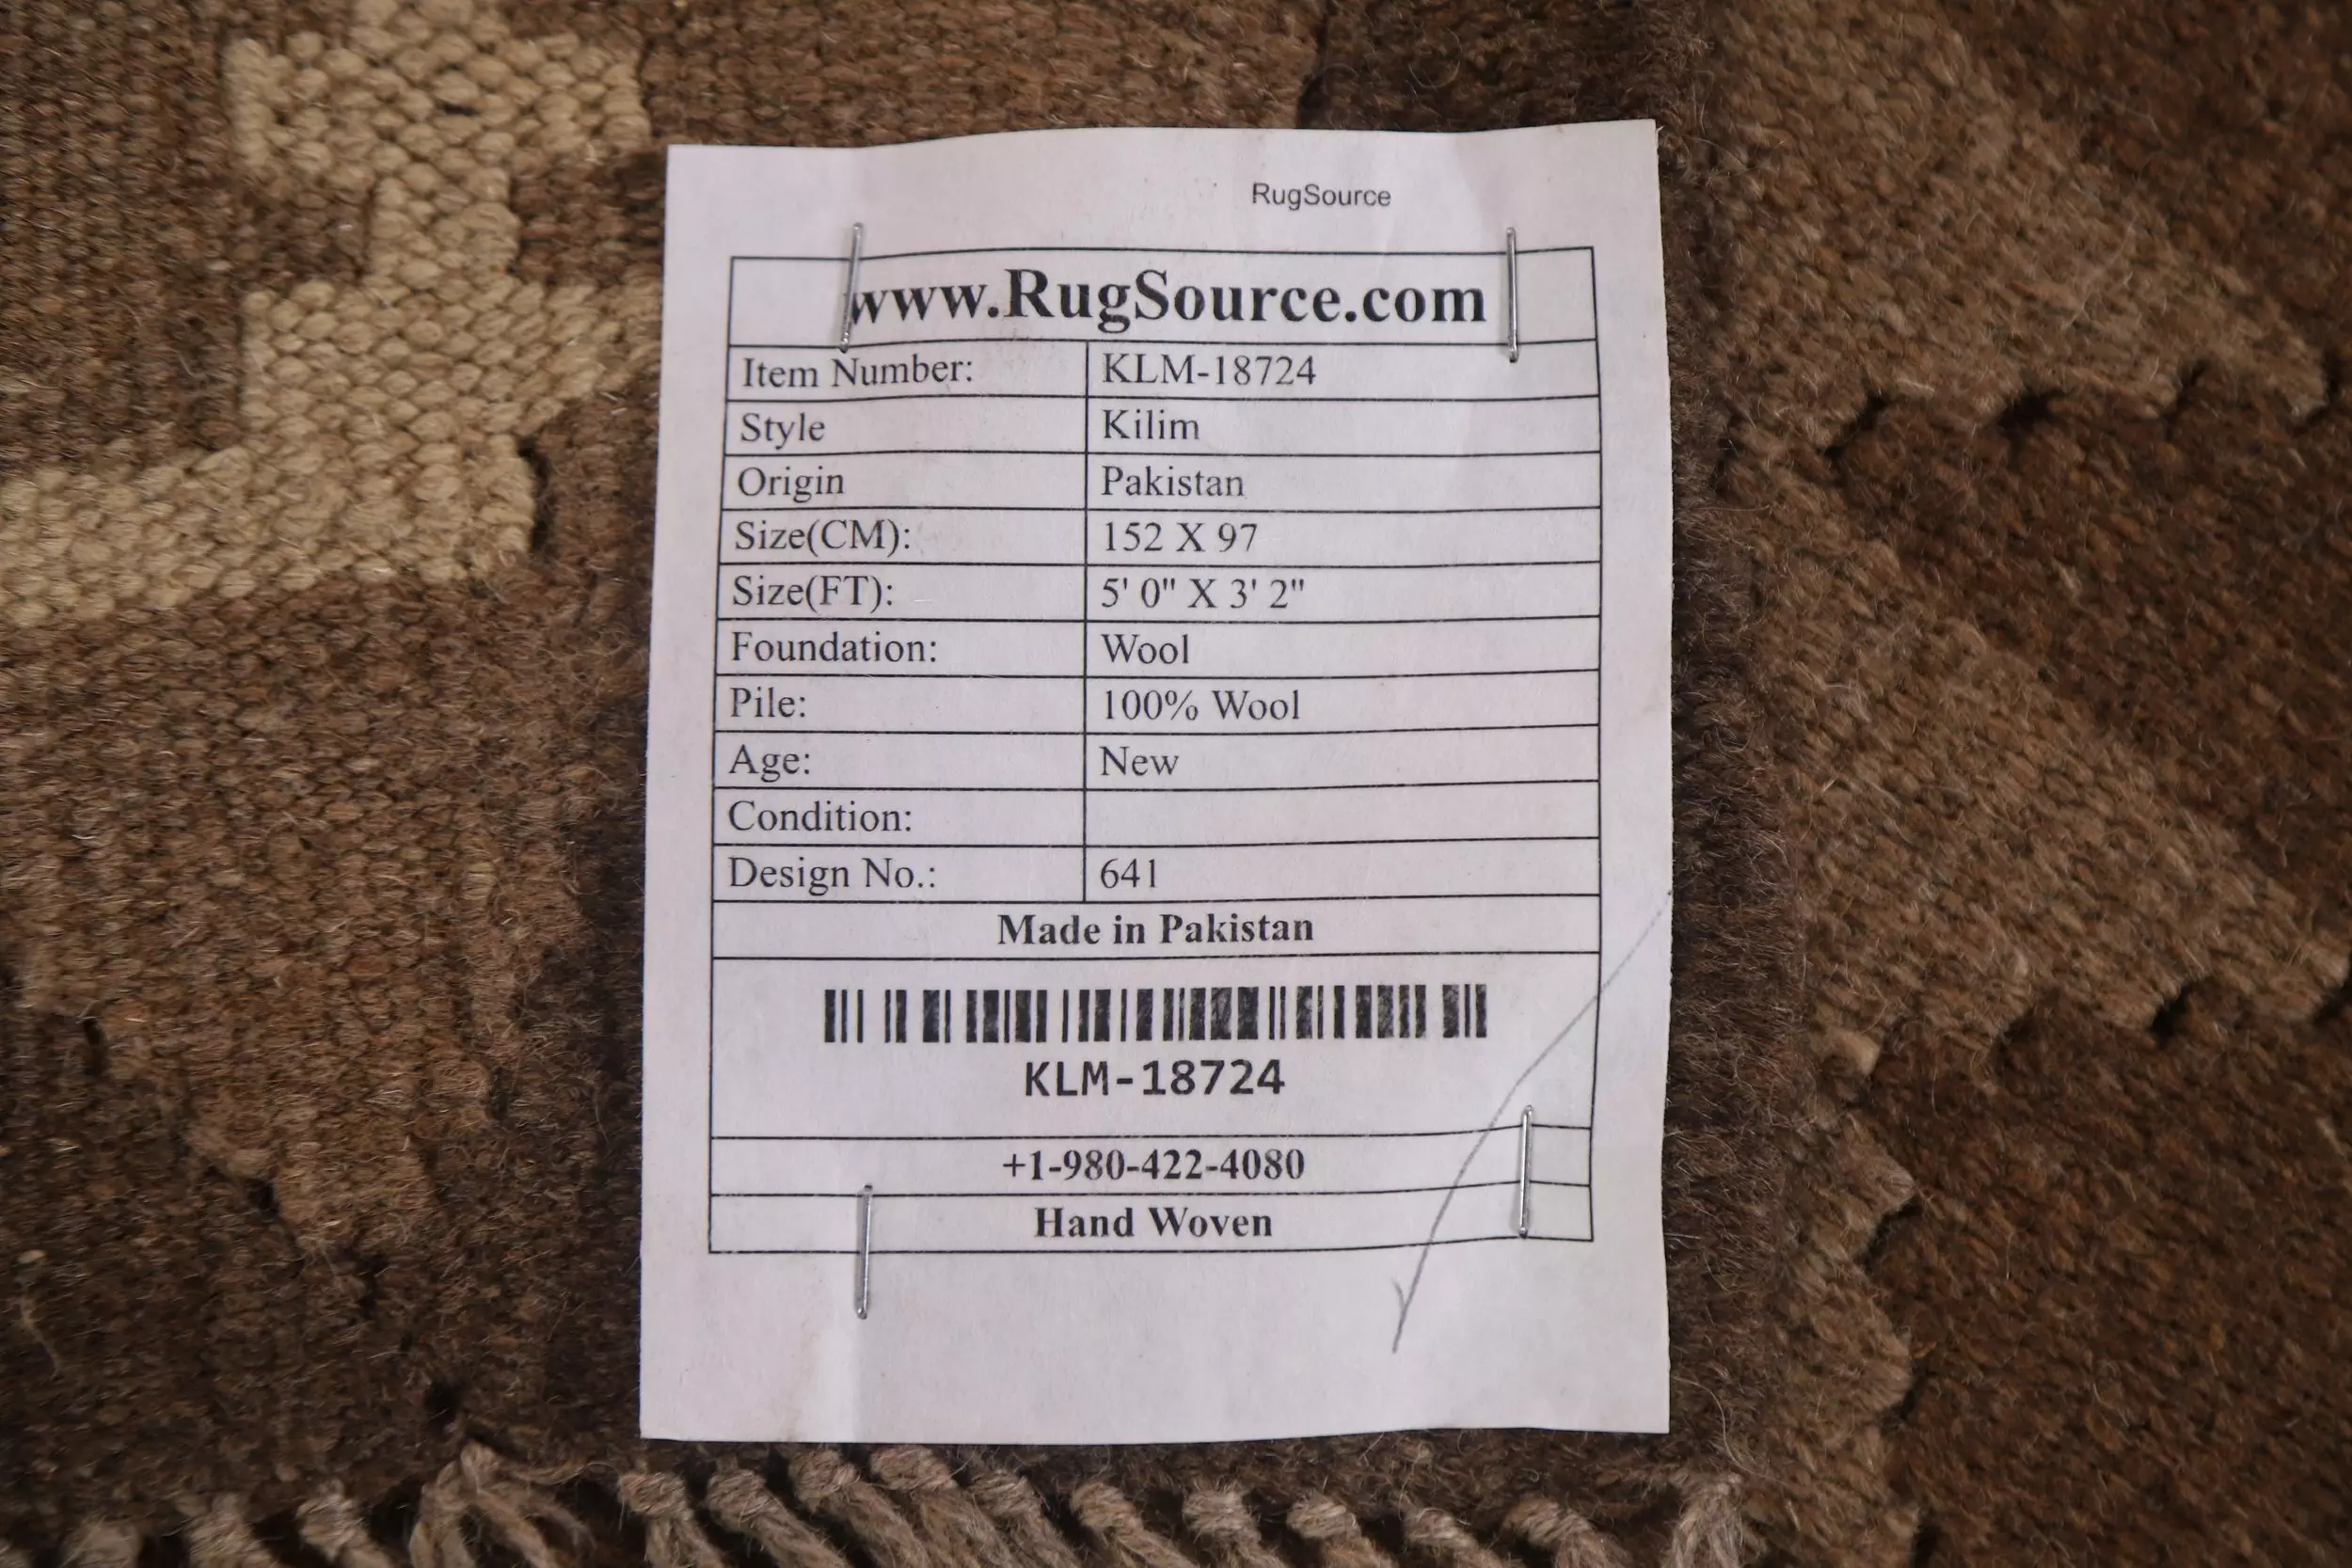 RugSource
www.RugSource.com
Item Number: KLM-18724
Style Kilim
Origin Pakistan
Size(CM): 152 X 97
Size(FT): 5' 0" X 3' 2"
Foundation: Wool
Pile: 100% Wool
Age: New
Condition:
Design No.: 641
Made in Pakistan
KLM-18724
+1-980-422-4080
Hand Woven